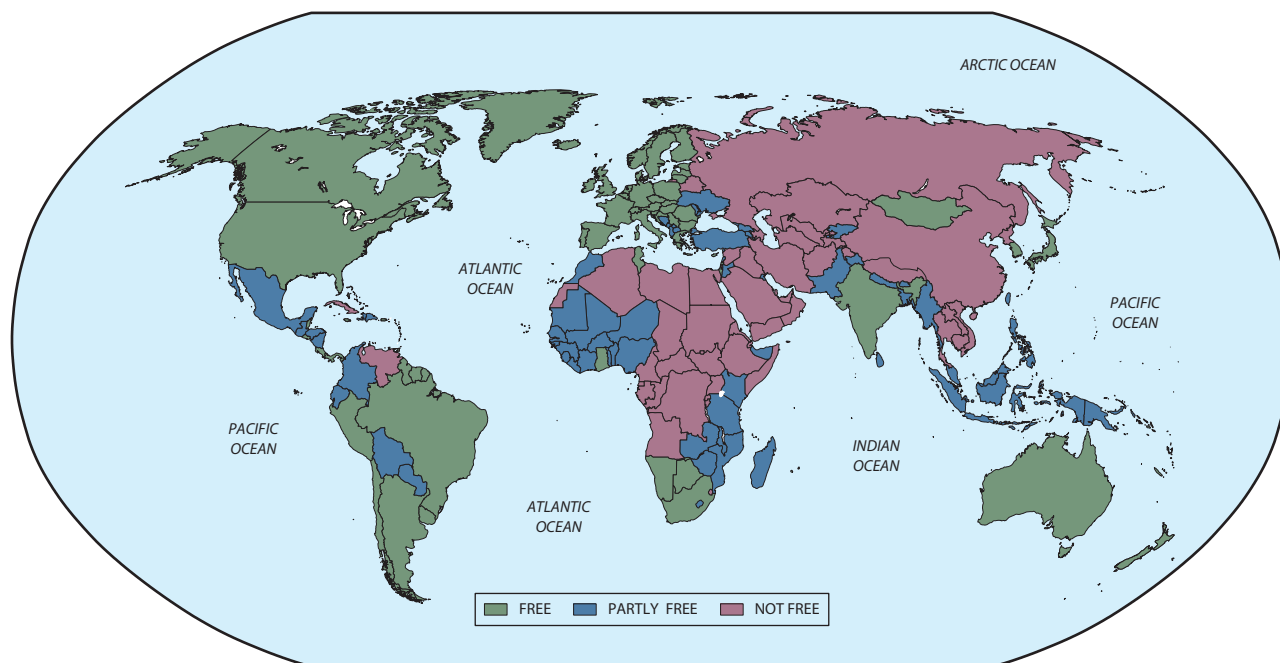 ARCTIC OCEAN
ATLANTIC
OCEAN
PACIFIC
OCEAN
PACIFIC
OCEAN
INDIAN
OCEAN
ATLANTIC
OCEAN
FREE PARTLY FREE NOT FREE